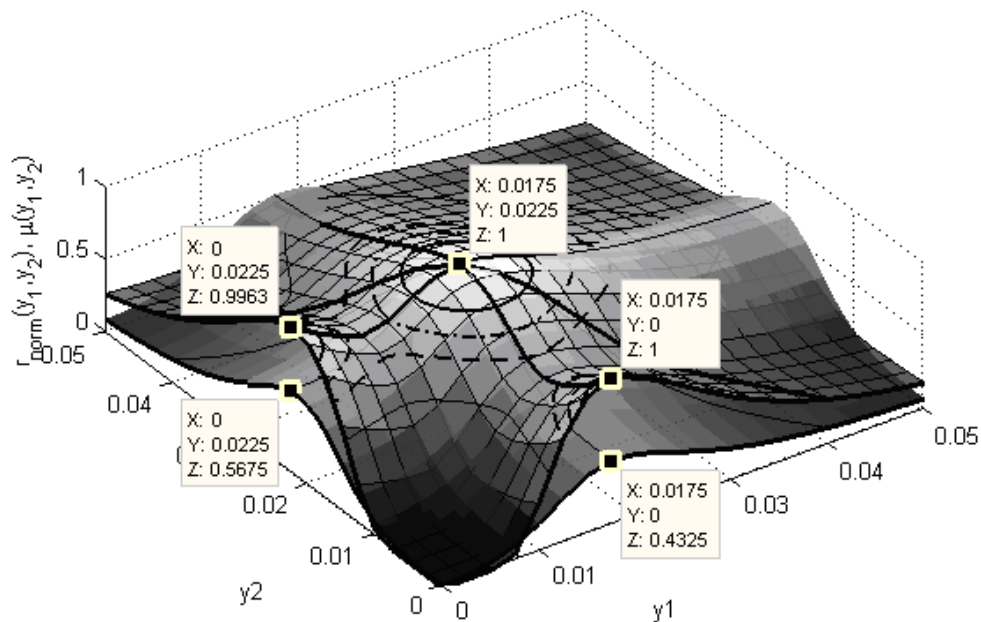 r_norm(y_1,y_2), μ(y_1,y_2)
1
0.5
0
0.05
0.04
0.02
0.01
0
y2
0
0.01
0.03
0.04
0.05
y1
X: 0.0175
Y: 0.0225
Z: 1
X: 0
Y: 0.0225
Z: 0.9963
X: 0.0175
Y: 0
Z: 1
X: 0
Y: 0.0225
Z: 0.5675
X: 0.0175
Y: 0
Z: 0.4325